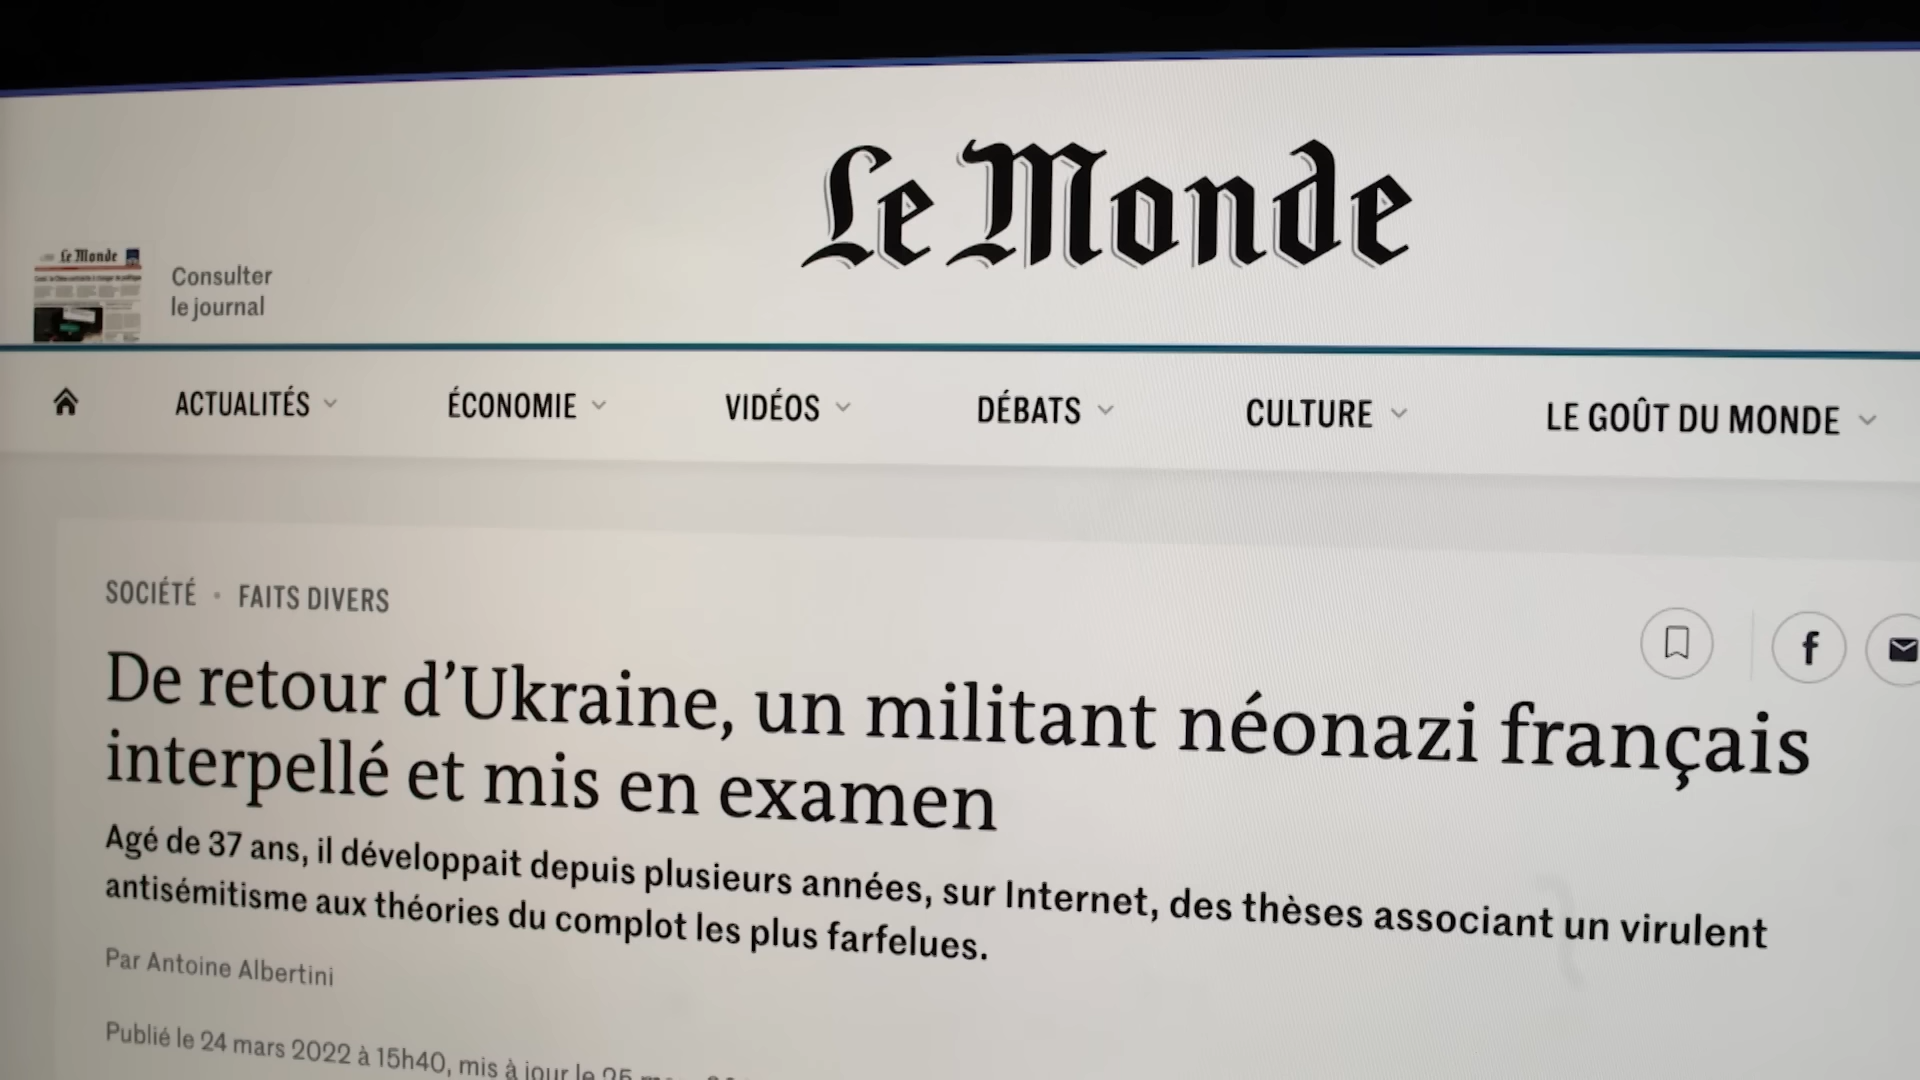 Le Monde
Le Monde
Consulter
le journal
ACTUALITÉS
ÉCONOMIE
VIDÉOS
DÉBATS
CULTURE
LE GOÛT DU MONDE
SOCIÉTÉ • FAITS DIVERS
De retour d’Ukraine, un militant néonazi français
interpellé et mis en examen
Agé de 37 ans, il développait depuis plusieurs années, sur Internet, des thèses associant un virulent
antisémitisme aux théories du complot les plus farfelues.
Par Antoine Albertini
Publié le 24 mars 2022 à 15h40, mis à jour le 25